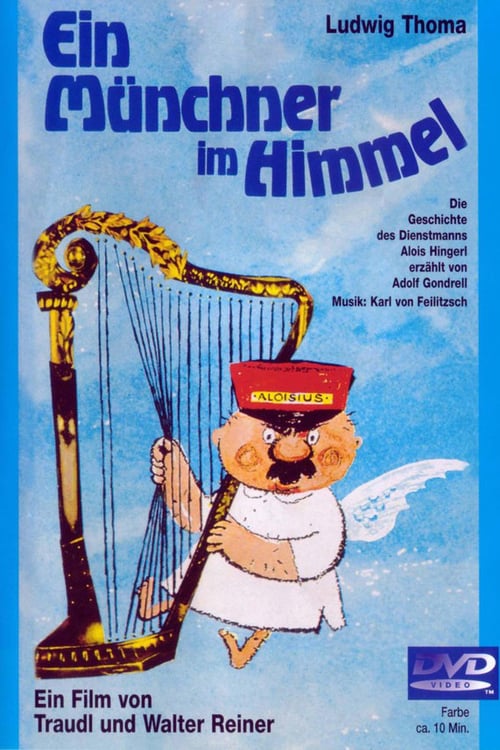 Ludwig Thoma
Ein
Münchner
im Himmel
Die
Geschichte
des Dienstmanns
Alois Hingerl
erzählt von
Adolf Gondrell
Musik: Karl von Feilitzsch
·ALOISIUS·
Ein Film von
Traudl und Walter Reiner
DVD
VIDEO
TM
Farbe
ca. 10 Min.